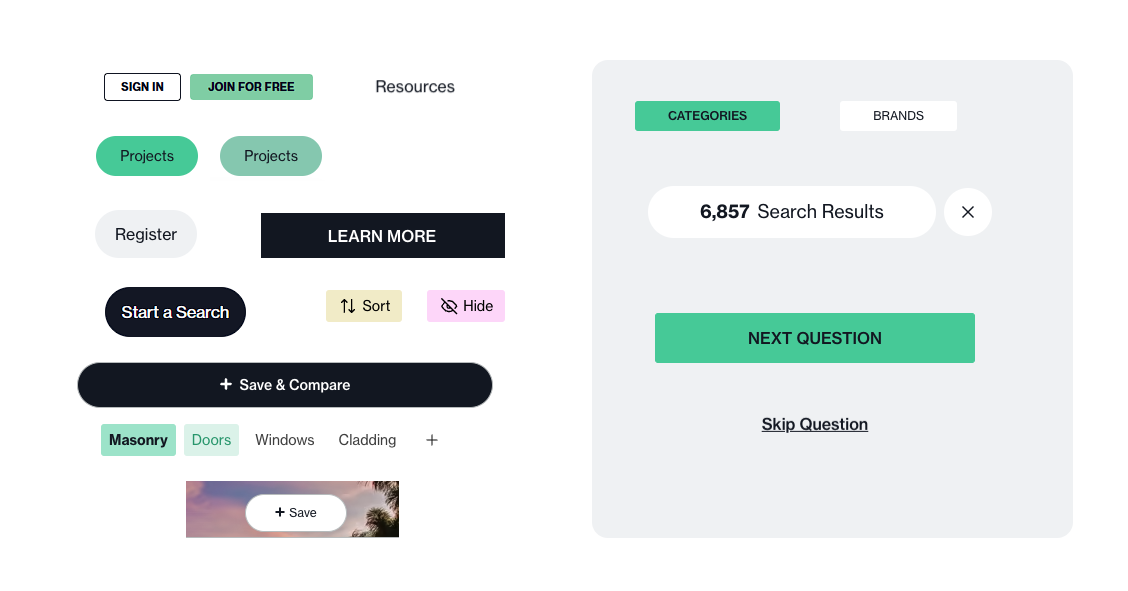 SIGN IN
JOIN FOR FREE
Resources
Projects
Projects
Register
LEARN MORE
Start a Search
Sort
Hide
+ Save & Compare
Masonry
Doors
Windows
Cladding
+
+ Save
CATEGORIES
BRANDS
6,857 Search Results
NEXT QUESTION
Skip Question